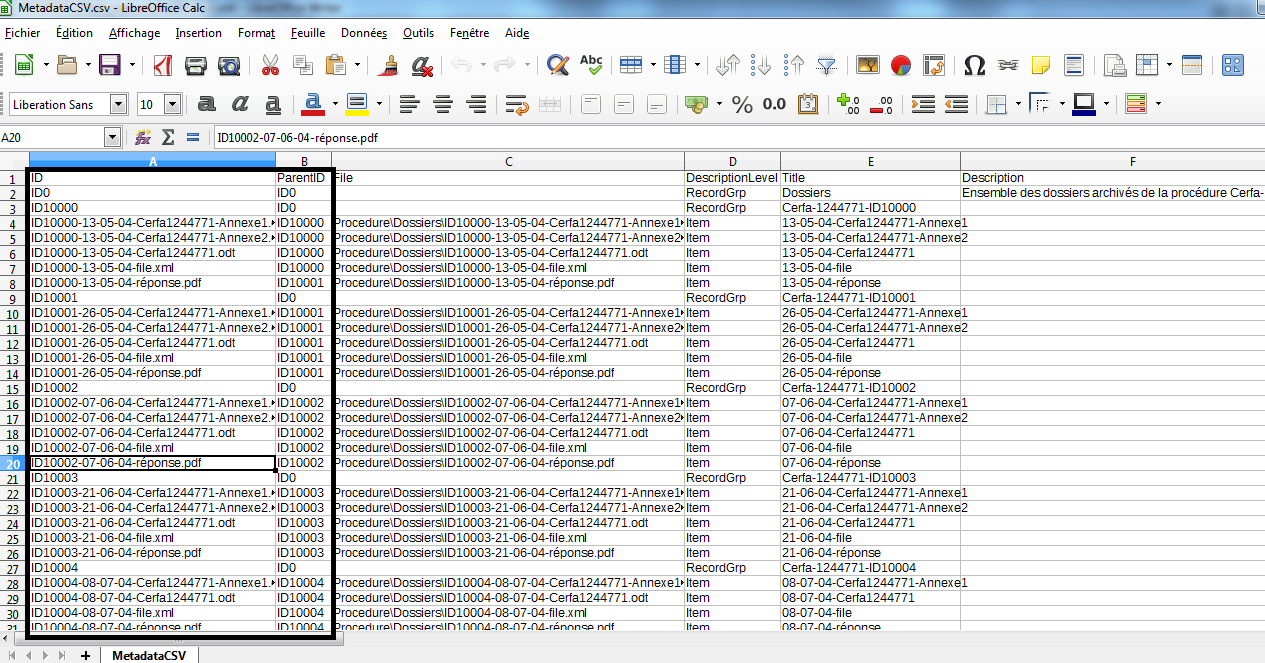 MetadataCSV.csv - LibreOffice Calc
Fichier Édition Affichage Insertion Format Feuille Données Outils Fenêtre Aide
Abc
Liberation Sans 10 a a a a % 0.0 .00 .00
A20 ID10002-07-06-04-réponse.pdf
A B C D E F
1 ID ParentID File DescriptionLevel Title Description
2 ID0 ID0 RecordGrp Dossiers Ensemble des dossiers archivés de la procédure Cerfa-
3 ID10000 ID0 RecordGrp Cerfa-1244771-ID10000
4 ID10000-13-05-04-Cerfa1244771-Annexe1. ID10000 Procedure\Dossiers\ID10000-13-05-04-Cerfa1244771-Annexe1 Item 13-05-04-Cerfa1244771-Annexe1
5 ID10000-13-05-04-Cerfa1244771-Annexe2. ID10000 Procedure\Dossiers\ID10000-13-05-04-Cerfa1244771-Annexe2 Item 13-05-04-Cerfa1244771-Annexe2
6 ID10000-13-05-04-Cerfa1244771.odt ID10000 Procedure\Dossiers\ID10000-13-05-04-Cerfa1244771.odt Item 13-05-04-Cerfa1244771
7 ID10000-13-05-04-file.xml ID10000 Procedure\Dossiers\ID10000-13-05-04-file.xml Item 13-05-04-file
8 ID10000-13-05-04-réponse.pdf ID10001 Procedure\Dossiers\ID10000-13-05-04-réponse.pdf Item 13-05-04-réponse
9 ID10001 ID0 RecordGrp Cerfa-1244771-ID10001
10 ID10001-26-05-04-Cerfa1244771-Annexe1. ID10001 Procedure\Dossiers\ID10001-26-05-04-Cerfa1244771-Annexe1 Item 26-05-04-Cerfa1244771-Annexe1
11 ID10001-26-05-04-Cerfa1244771-Annexe2. ID10001 Procedure\Dossiers\ID10001-26-05-04-Cerfa1244771-Annexe2 Item 26-05-04-Cerfa1244771-Annexe2
12 ID10001-26-05-04-Cerfa1244771.odt ID10001 Procedure\Dossiers\ID10001-26-05-04-Cerfa1244771.odt Item 26-05-04-Cerfa1244771
13 ID10001-26-05-04-file.xml ID10001 Procedure\Dossiers\ID10001-26-05-04-file.xml Item 26-05-04-file
14 ID10001-26-05-04-réponse.pdf ID10001 Procedure\Dossiers\ID10001-26-05-04-réponse.pdf Item 26-05-04-réponse
15 ID10002 ID0 RecordGrp Cerfa-1244771-ID10002
16 ID10002-07-06-04-Cerfa1244771-Annexe1. ID10002 Procedure\Dossiers\ID10002-07-06-04-Cerfa1244771-Annexe1 Item 07-06-04-Cerfa1244771-Annexe1
17 ID10002-07-06-04-Cerfa1244771-Annexe2. ID10002 Procedure\Dossiers\ID10002-07-06-04-Cerfa1244771-Annexe2 Item 07-06-04-Cerfa1244771-Annexe2
18 ID10002-07-06-04-Cerfa1244771.odt ID10002 Procedure\Dossiers\ID10002-07-06-04-Cerfa1244771.odt Item 07-06-04-Cerfa1244771
19 ID10002-07-06-04-file.xml ID10002 Procedure\Dossiers\ID10002-07-06-04-file.xml Item 07-06-04-file
20 ID10002-07-06-04-réponse.pdf ID10002 Procedure\Dossiers\ID10002-07-06-04-réponse.pdf Item 07-06-04-réponse
21 ID10003 ID0 RecordGrp Cerfa-1244771-ID10003
22 ID10003-21-06-04-Cerfa1244771-Annexe1. ID10003 Procedure\Dossiers\ID10003-21-06-04-Cerfa1244771-Annexe1 Item 21-06-04-Cerfa1244771-Annexe1
23 ID10003-21-06-04-Cerfa1244771-Annexe2. ID10003 Procedure\Dossiers\ID10003-21-06-04-Cerfa1244771-Annexe2 Item 21-06-04-Cerfa1244771-Annexe2
24 ID10003-21-06-04-Cerfa1244771.odt ID10003 Procedure\Dossiers\ID10003-21-06-04-Cerfa1244771.odt Item 21-06-04-Cerfa1244771
25 ID10003-21-06-04-file.xml ID10003 Procedure\Dossiers\ID10003-21-06-04-file.xml Item 21-06-04-file
26 ID10003-21-06-04-réponse.pdf ID10003 Procedure\Dossiers\ID10003-21-06-04-réponse.pdf Item 21-06-04-réponse
27 ID10004 ID0 RecordGrp Cerfa-1244771-ID10004
28 ID10004-08-07-04-Cerfa1244771-Annexe1. ID10004 Procedure\Dossiers\ID10004-08-07-04-Cerfa1244771-Annexe1 Item 08-07-04-Cerfa1244771-Annexe1
29 ID10004-08-07-04-Cerfa1244771.odt ID10004 Procedure\Dossiers\ID10004-08-07-04-Cerfa1244771.odt Item 08-07-04-Cerfa1244771
30 ID10004-08-07-04-file.xml ID10004 Procedure\Dossiers\ID10004-08-07-04-file.xml Item 08-07-04-file
31 ID10004-08-07-04-réponse.pdf ID10004 Procedure\Dossiers\ID10004-08-07-04-réponse.pdf Item 08-07-04-réponse
MetadataCSV